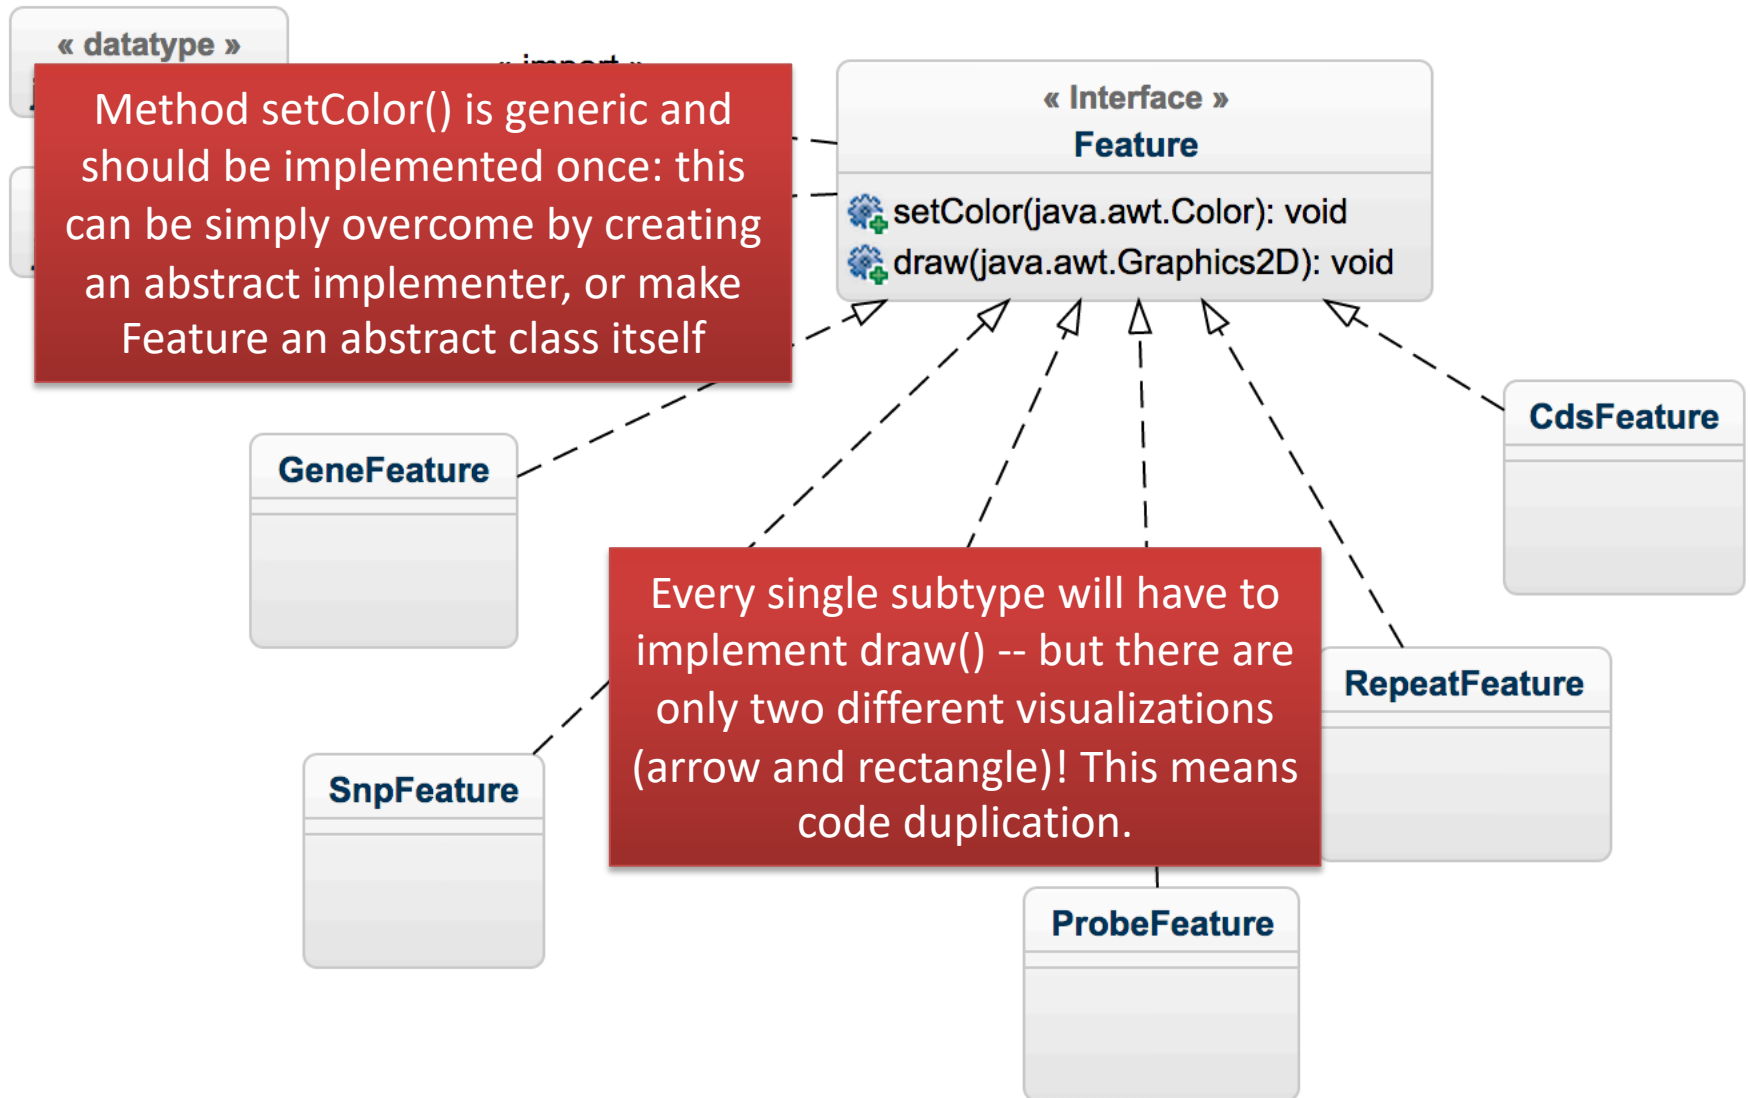 « datatype »
Method setColor() is generic and
should be implemented once: this
can be simply overcome by creating
an abstract implementer, or make
Feature an abstract class itself
« Interface »
Feature
setColor(java.awt.Color): void
draw(java.awt.Graphics2D): void
CdsFeature
GeneFeature
Every single subtype will have to
implement draw() -- but there are
only two different visualizations
(arrow and rectangle)! This means
code duplication.
RepeatFeature
SnpFeature
ProbeFeature